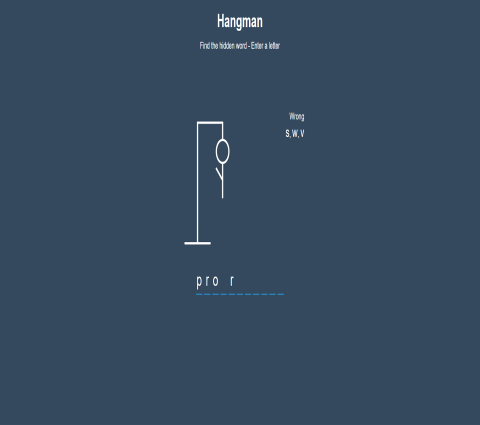 Hangman
Find the hidden word - Enter a letter
Wrong
S, W, V
p r o r